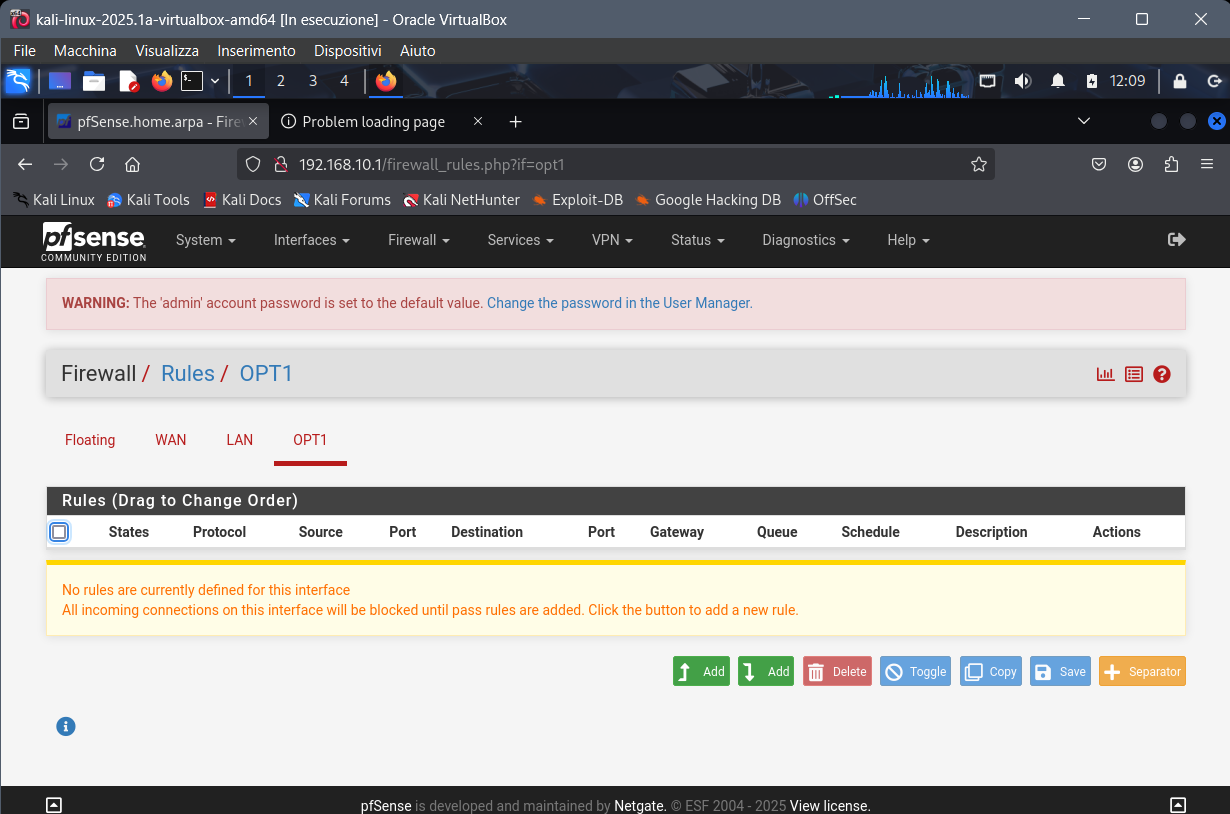 kali-linux-2025.1a-virtualbox-amd64 [In esecuzione] - Oracle VirtualBox
File Macchina Visualizza Inserimento Dispositivi Aiuto
1 2 3 4 12:09
pfSense.home.arpa - Fire Problem loading page
192.168.10.1/firewall_rules.php?if=opt1
Kali Linux Kali Tools Kali Docs Kali Forums Kali NetHunter Exploit-DB Google Hacking DB OffSec
pfsense System Interfaces Firewall Services VPN Status Diagnostics Help
COMMUNITY EDITION
WARNING: The 'admin' account password is set to the default value. Change the password in the User Manager.
Firewall / Rules / OPT1
Floating WAN LAN OPT1
Rules (Drag to Change Order)
States Protocol Source Port Destination Port Gateway Queue Schedule Description Actions
No rules are currently defined for this interface
All incoming connections on this interface will be blocked until pass rules are added. Click the button to add a new rule.
Add Add Delete Toggle Copy Save Separator
pfSense is developed and maintained by Netgate. © ESF 2004 - 2025 View license.